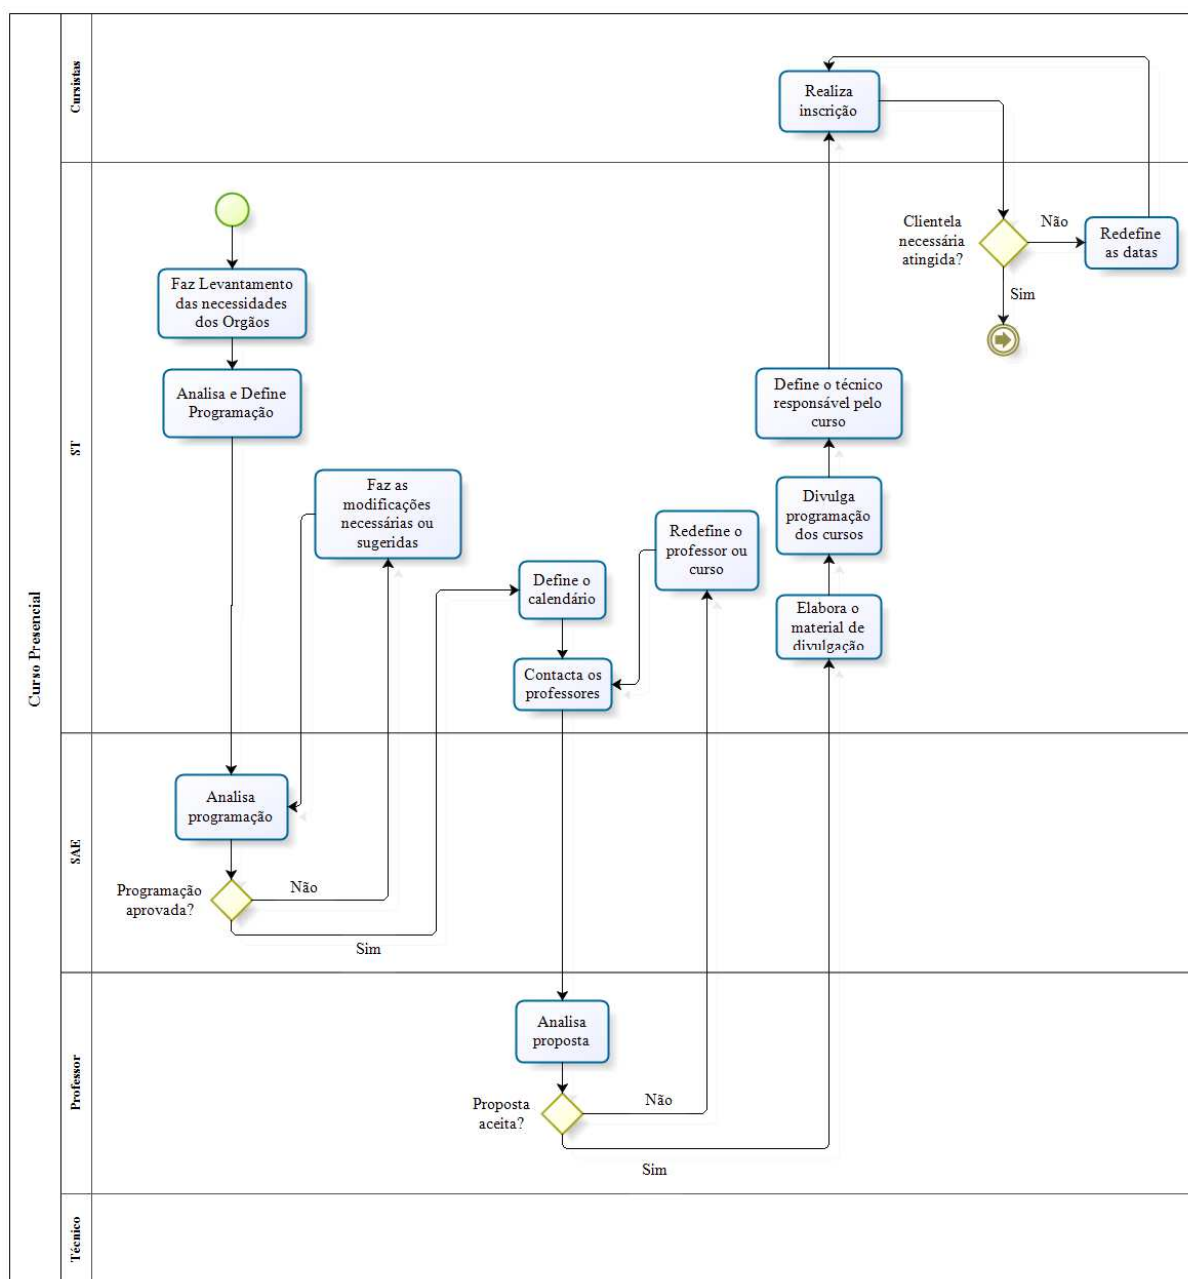 Curso Presencial
Cursistas
Realiza
inscrição
ST
Clientela
necessária
atingida?
Não
Redefine
as datas
Sim
Faz Levantamento
das necessidades
dos Orgãos
Analisa e Define
Programação
Define o técnico
responsável pelo
curso
Faz as
modificações
necessárias ou
sugeridas
Divulga
programação
dos cursos
Redefine o
professor ou
curso
Define o
calendário
Elabora o
material de
divulgação
Contacta os
professores
SAE
Analisa
programação
Programação
aprovada?
Não
Sim
Professor
Analisa
proposta
Proposta
aceita?
Não
Sim
Técnico